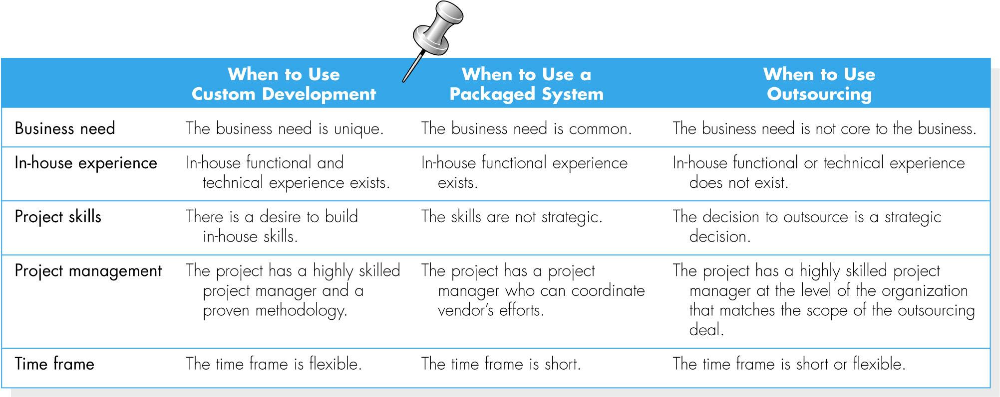 When to Use
Custom Development
When to Use a
Packaged System
When to Use
Outsourcing
Business need
The business need is unique.
The business need is common.
The business need is not core to the business.
In-house experience
In-house functional and
technical experience exists.
In-house functional experience
exists.
In-house functional or technical experience
does not exist.
Project skills
There is a desire to build
in-house skills.
The skills are not strategic.
The decision to outsource is a strategic
decision.
Project management
The project has a highly skilled
project manager and a
proven methodology.
The project has a project
manager who can coordinate
vendor’s efforts.
The project has a highly skilled project
manager at the level of the organization
that matches the scope of the outsourcing
deal.
Time frame
The time frame is flexible.
The time frame is short.
The time frame is short or flexible.